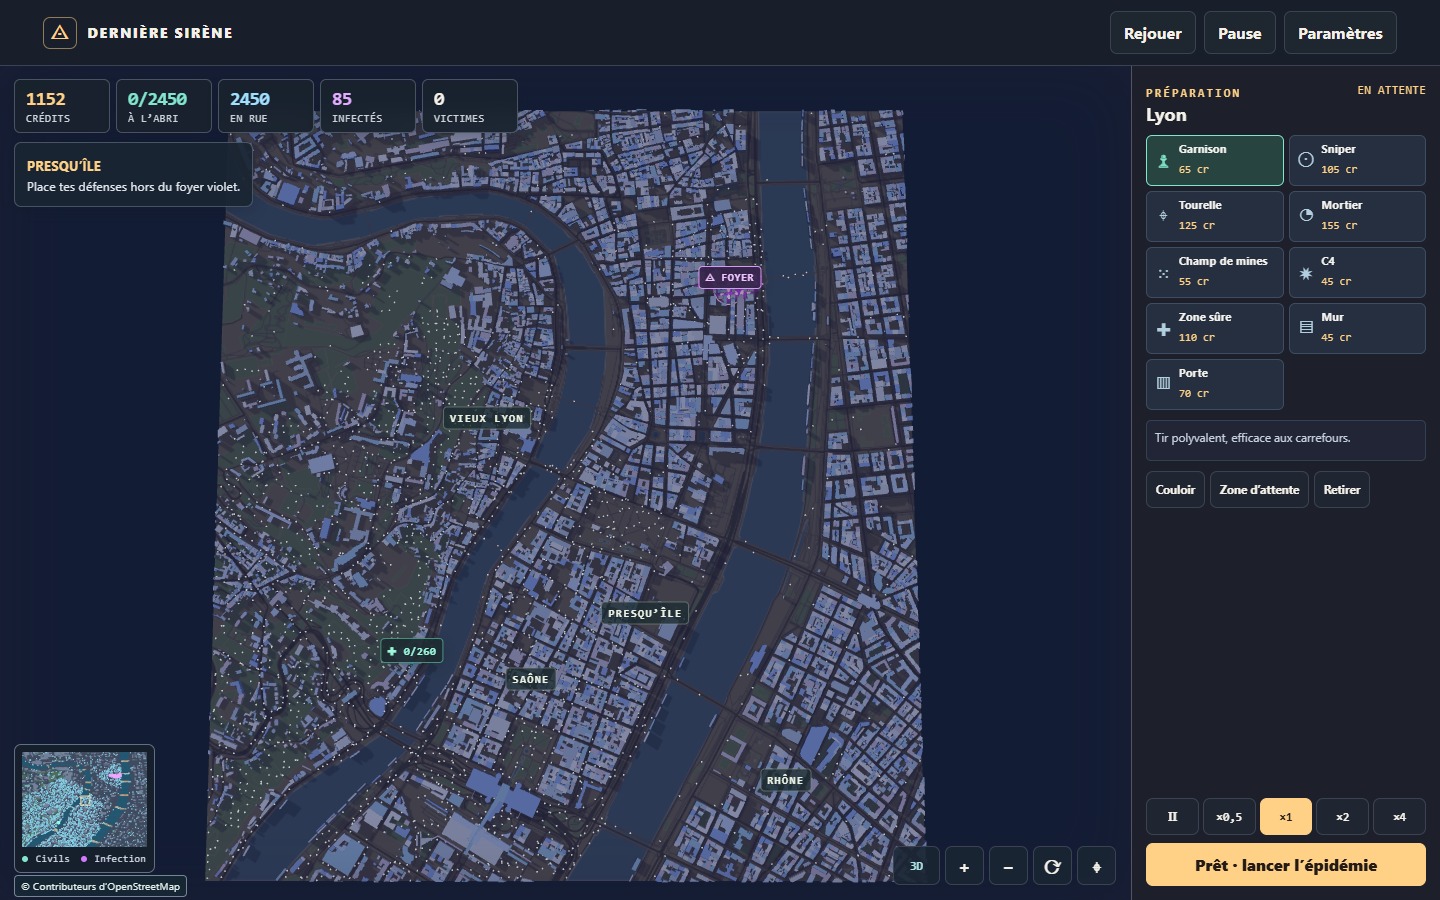 DERNIÈRE SIRÈNE
Rejouer
Pause
Paramètres
1152
CRÉDITS
0/2450
À L'ABRI
2450
EN RUE
85
INFECTÉS
0
VICTIMES
PRESQU'ÎLE
Place tes défenses hors du foyer violet.
FOYER
VIEUX LYON
PRESQU'ÎLE
0/260
SAÔNE
RHÔNE
Civils
Infection
© Contributeurs d'OpenStreetMap
3D
+
−
PRÉPARATION
EN ATTENTE
Lyon
Garnison
65 cr
Sniper
105 cr
Tourelle
125 cr
Mortier
155 cr
Champ de mines
55 cr
C4
45 cr
Zone sûre
110 cr
Mur
45 cr
Porte
70 cr
Tir polyvalent, efficace aux carrefours.
Couloir
Zone d'attente
Retirer
×0,5
×1
×2
×4
Prêt · lancer l'épidémie